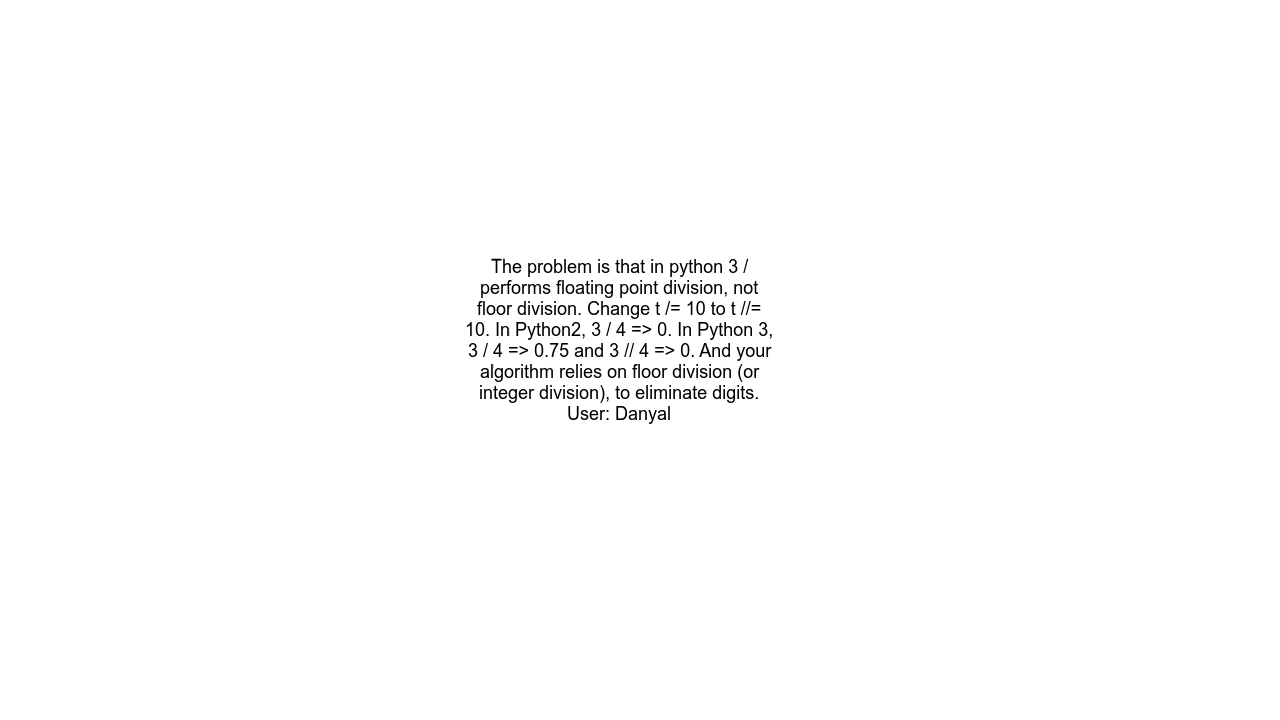 The problem is that in python 3 /
performs floating point division, not
floor division. Change t /= 10 to t //=
10. In Python2, 3 / 4 => 0. In Python 3,
3 / 4 => 0.75 and 3 // 4 => 0. And your
algorithm relies on floor division (or
integer division), to eliminate digits.
User: Danyal